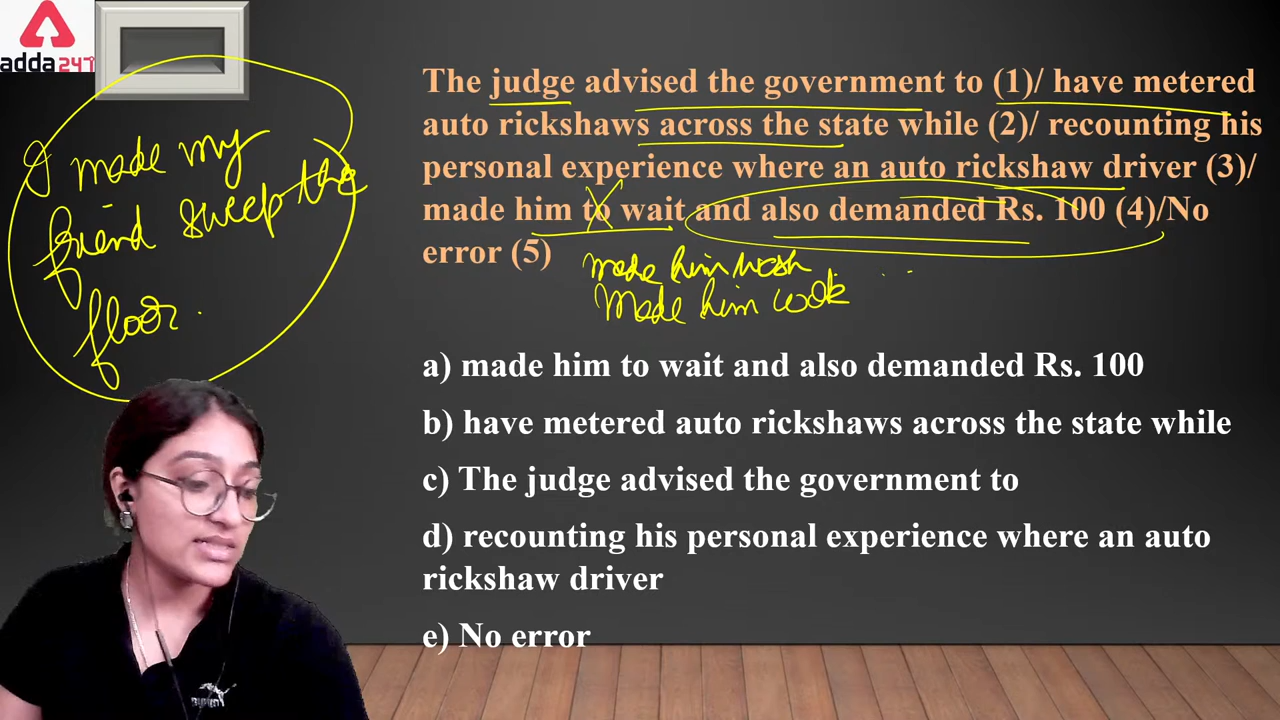 adda247
The judge advised the government to (1)/ have metered
auto rickshaws across the state while (2)/ recounting his
personal experience where an auto rickshaw driver (3)/
made him to wait and also demanded Rs. 100 (4)/No
error (5)
I made my
friend sweep the
floor.
made him wash
Made him
a) made him to wait and also demanded Rs. 100
b) have metered auto rickshaws across the state while
c) The judge advised the government to
d) recounting his personal experience where an auto
rickshaw driver
e) No error